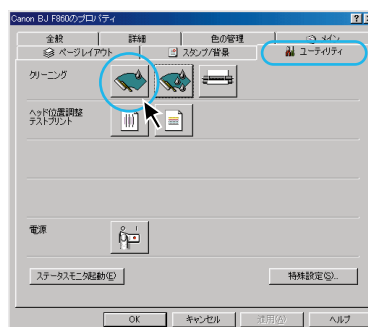 Canon BJ F860のプロパティ
全般 詳細 色の管理 メイン
ページレイアウト スタンプ/背景 ユーティリティ
クリーニング
ヘッド位置調整
テストプリント
電源
ステータスモニタ起動(E) 特殊設定(S)...
OK キャンセル 適用(A) ヘルプ